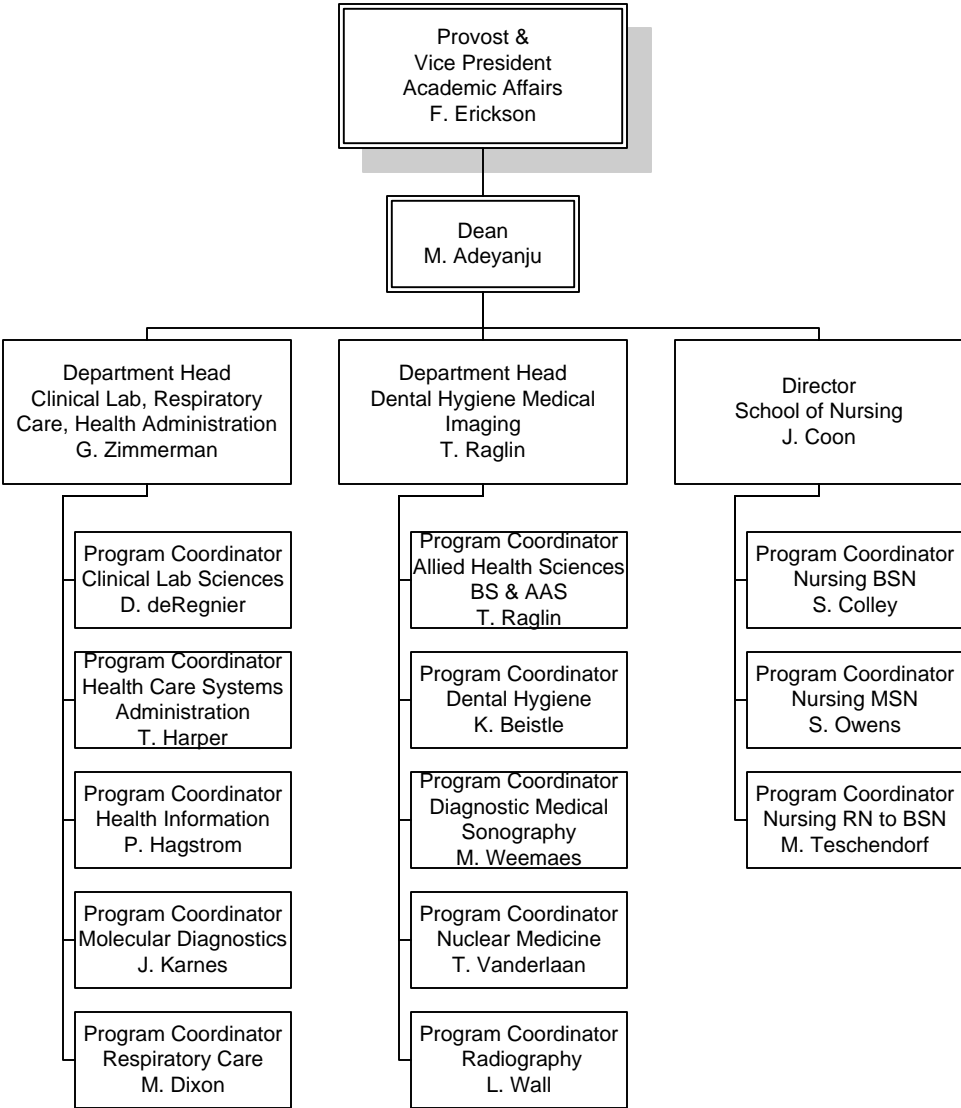 Provost &
Vice President
Academic Affairs
F. Erickson
Dean
M. Adeyanju
Department Head
Clinical Lab, Respiratory
Care, Health Administration
G. Zimmerman
Department Head
Dental Hygiene Medical
Imaging
T. Raglin
Director
School of Nursing
J. Coon
Program Coordinator
Clinical Lab Sciences
D. deRegnier
Program Coordinator
Health Care Systems
Administration
T. Harper
Program Coordinator
Health Information
P. Hagstrom
Program Coordinator
Molecular Diagnostics
J. Karnes
Program Coordinator
Respiratory Care
M. Dixon
Program Coordinator
Allied Health Sciences
BS & AAS
T. Raglin
Program Coordinator
Dental Hygiene
K. Beistle
Program Coordinator
Diagnostic Medical
Sonography
M. Weemaes
Program Coordinator
Nuclear Medicine
T. Vanderlaan
Program Coordinator
Radiography
L. Wall
Program Coordinator
Nursing BSN
S. Colley
Program Coordinator
Nursing MSN
S. Owens
Program Coordinator
Nursing RN to BSN
M. Teschendorf